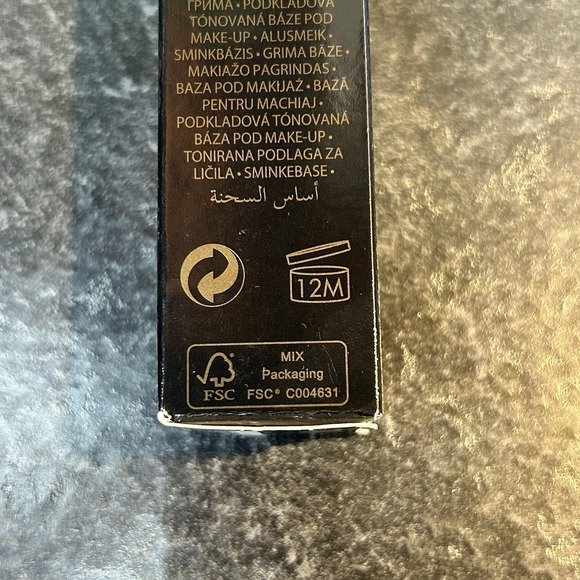 ГРИМА • PODKLADOVÁ
TÓNOVANÁ BÁZE POD
MAKE-UP • ALUSMEIK •
SMINKBÁZIS • GRIMA BĀZE •
MAKIAŽO PAGRINDAS •
BAZA POD MAKIJAŻ • BAZĂ
PENTRU MACHIAJ •
PODKLADOVÁ TÓNOVANÁ
BÁZA POD MAKE-UP •
TONIRANA PODLAGA ZA
LIČILA • SMINKEBASE •
أساس السحنة
12M
MIX
Packaging
FSC FSC® C004631